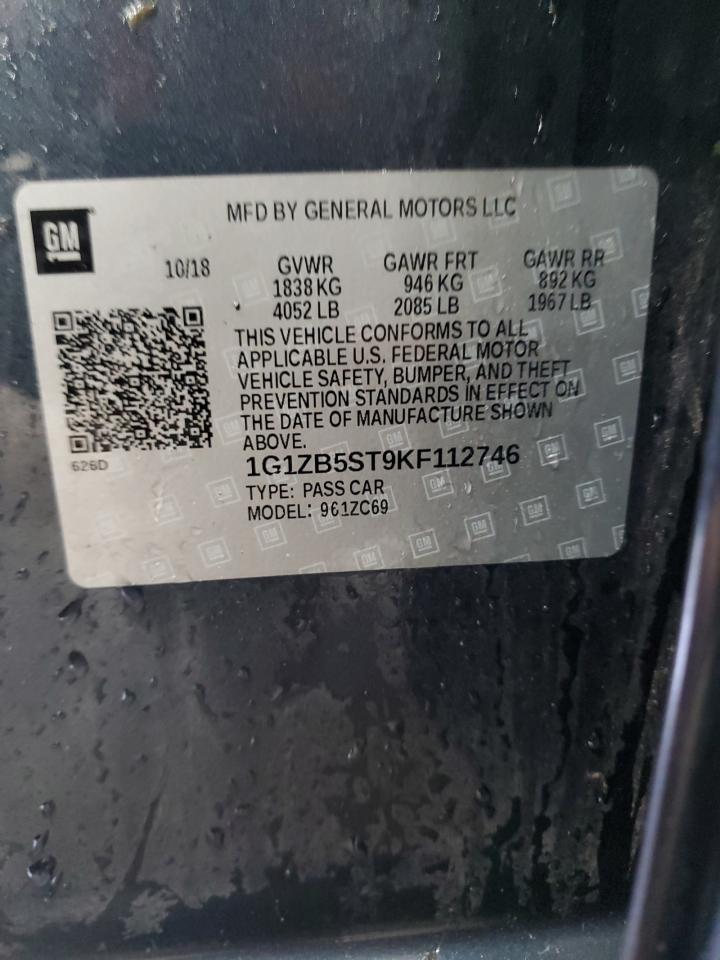 GM
MFD BY GENERAL MOTORS LLC
10/18
GVWR GAWR FRT GAWR RR
1838 KG 946 KG 892 KG
4052 LB 2085 LB 1967 LB
THIS VEHICLE CONFORMS TO ALL
APPLICABLE U.S. FEDERAL MOTOR
VEHICLE SAFETY, BUMPER, AND THEFT
PREVENTION STANDARDS IN EFFECT ON
THE DATE OF MANUFACTURE SHOWN
ABOVE.
626D
1G1ZB5ST9KF112746
TYPE: PASS CAR
MODEL: 961ZC69